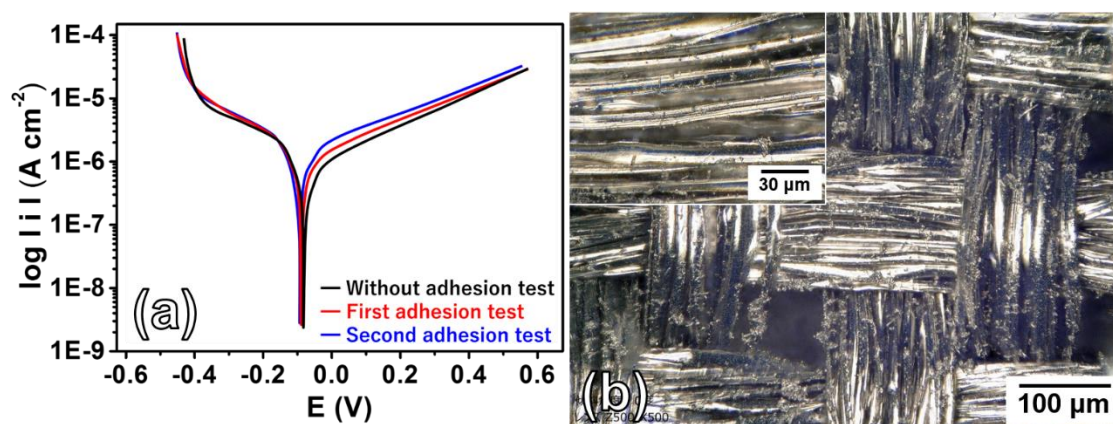 1E-4
1E-5
1E-6
1E-7
1E-8
1E-9
log I i I (A cm⁻²)
-0.6 -0.4 -0.2 0.0 0.2 0.4 0.6
E (V)
Without adhesion test
First adhesion test
Second adhesion test
(a)
30 µm
100 µm
(b)
Z500 X500